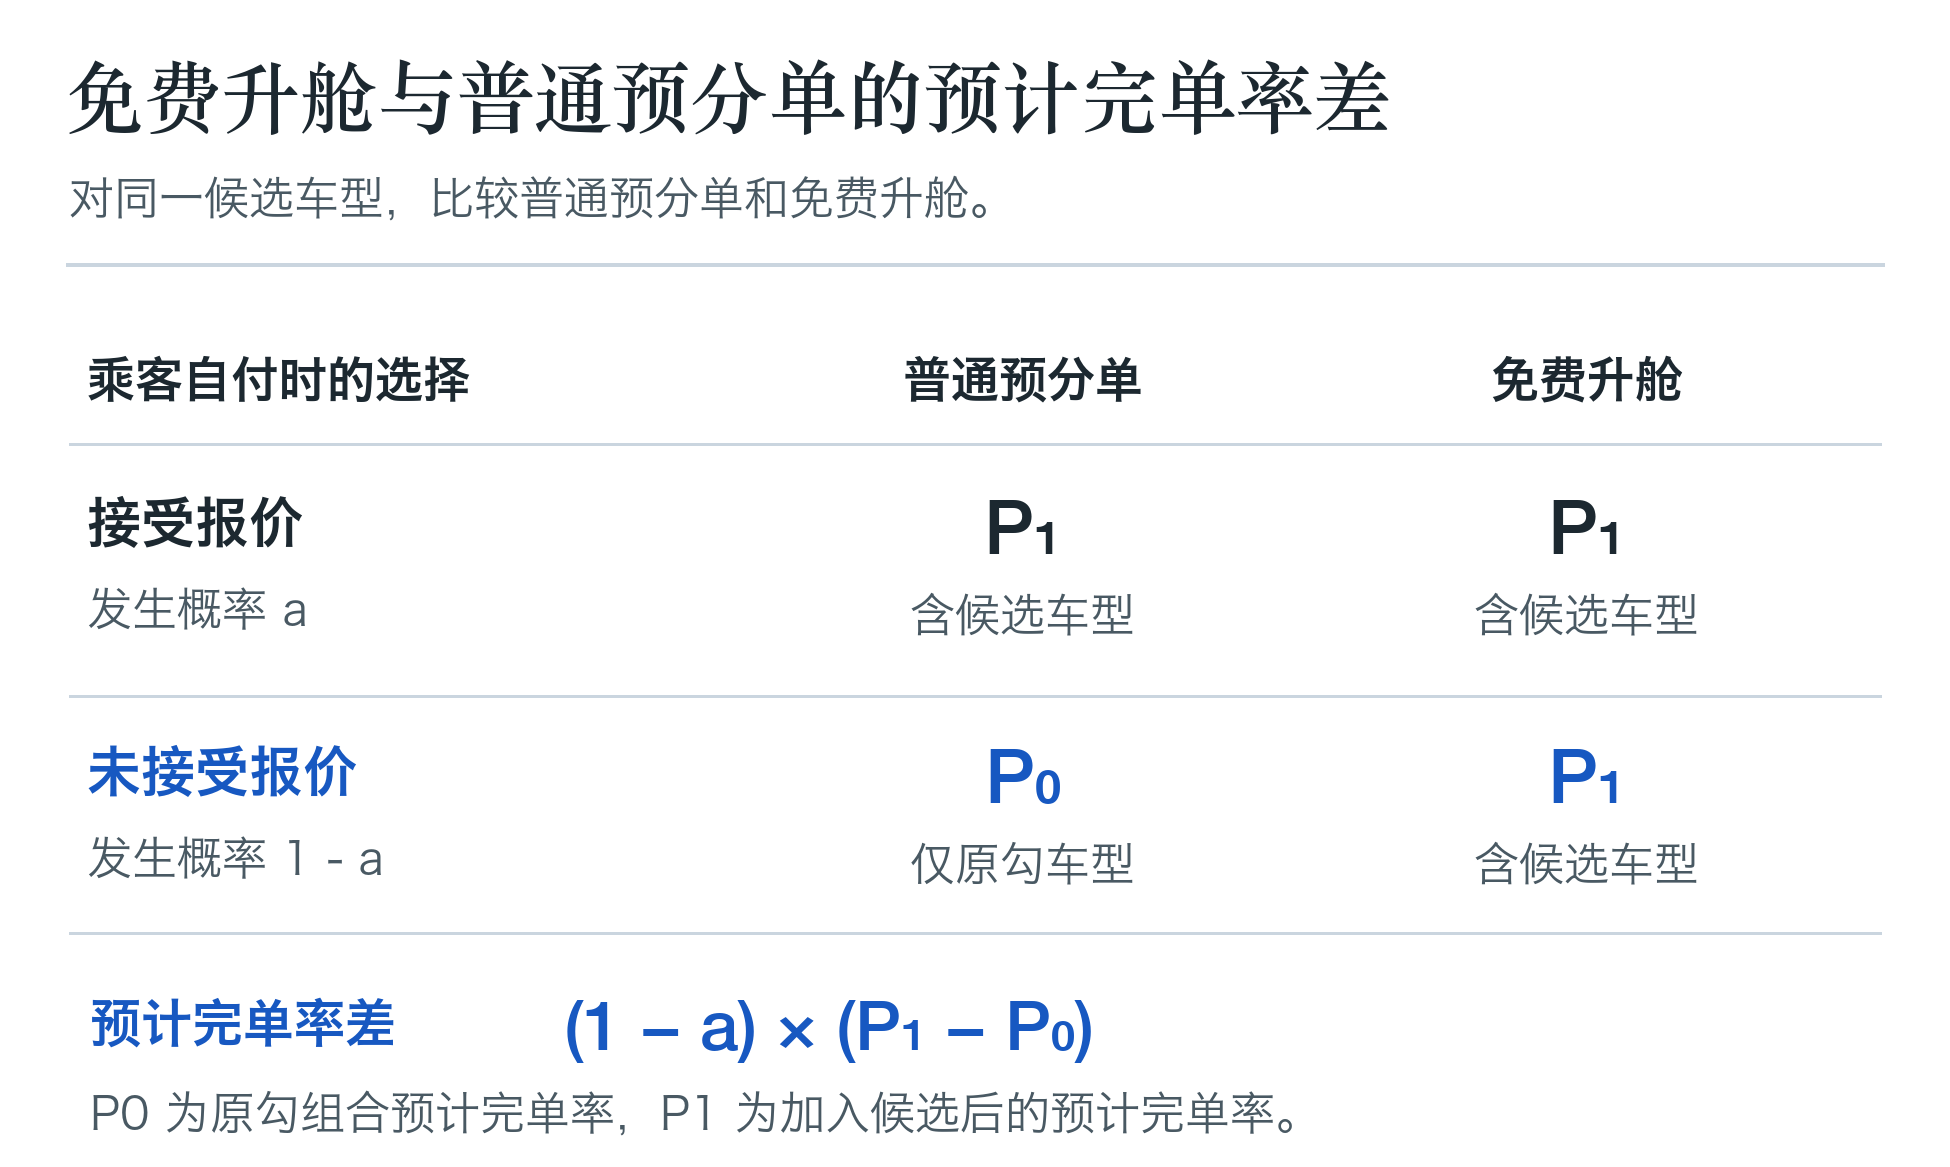 免费升舱与普通预分单的预计完单率差
对同一候选车型，比较普通预分单和免费升舱。
乘客自付时的选择 普通预分单 免费升舱
接受报价 P₁ P₁
发生概率 a 含候选车型 含候选车型
未接受报价 P₀ P₁
发生概率 1 - a 仅原勾车型 含候选车型
预计完单率差 (1 − a) × (P₁ − P₀)
P0 为原勾组合预计完单率，P1 为加入候选后的预计完单率。